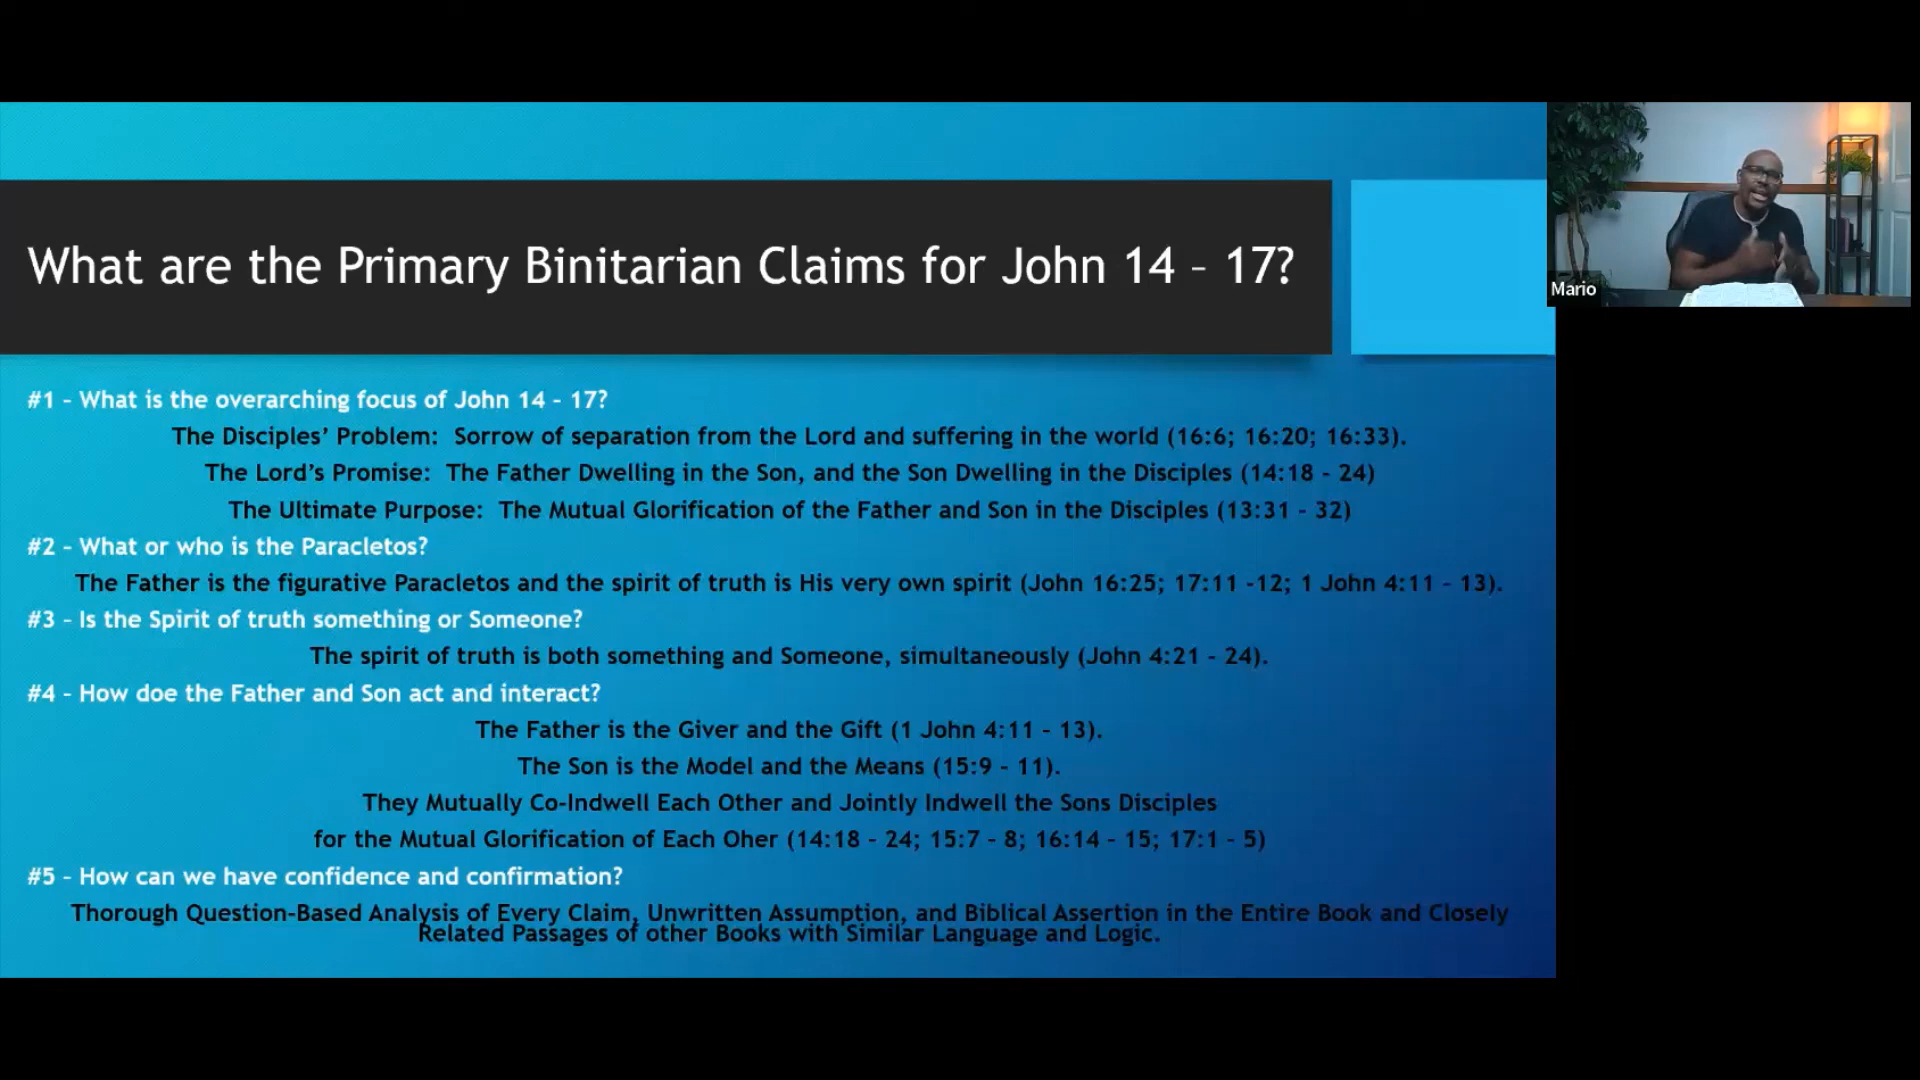 What are the Primary Binitarian Claims for John 14 – 17?
Mario
#1 – What is the overarching focus of John 14 – 17?
The Disciples’ Problem:  Sorrow of separation from the Lord and suffering in the world (16:6; 16:20; 16:33).
The Lord’s Promise:  The Father Dwelling in the Son, and the Son Dwelling in the Disciples (14:18 – 24)
The Ultimate Purpose:  The Mutual Glorification of the Father and Son in the Disciples (13:31 – 32)
#2 – What or who is the Paracletos?
The Father is the figurative Paracletos and the spirit of truth is His very own spirit (John 16:25; 17:11 -12; 1 John 4:11 – 13).
#3 – Is the Spirit of truth something or Someone?
The spirit of truth is both something and Someone, simultaneously (John 4:21 – 24).
#4 – How doe the Father and Son act and interact?
The Father is the Giver and the Gift (1 John 4:11 – 13).
The Son is the Model and the Means (15:9 – 11).
They Mutually Co-Indwell Each Other and Jointly Indwell the Sons Disciples
for the Mutual Glorification of Each Oher (14:18 – 24; 15:7 – 8; 16:14 – 15; 17:1 – 5)
#5 – How can we have confidence and confirmation?
Thorough Question-Based Analysis of Every Claim, Unwritten Assumption, and Biblical Assertion in the Entire Book and Closely
Related Passages of other Books with Similar Language and Logic.